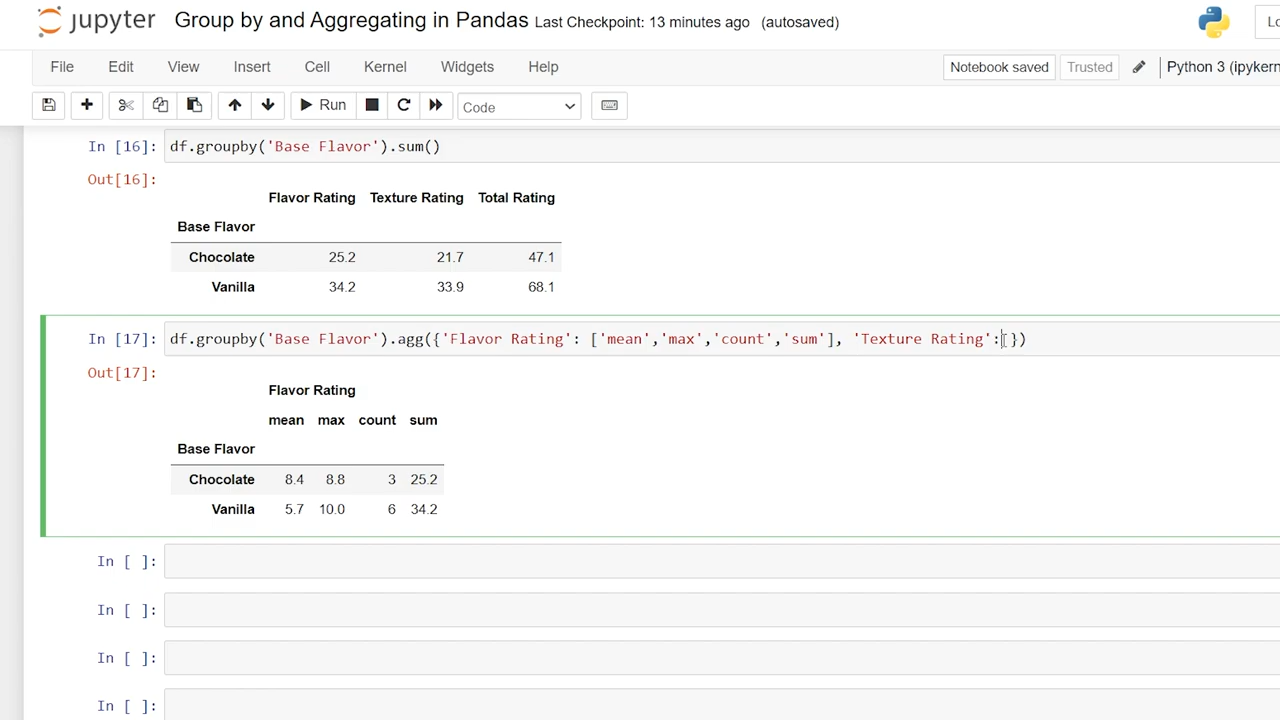 jupyter Group by and Aggregating in Pandas Last Checkpoint: 13 minutes ago (autosaved)
File Edit View Insert Cell Kernel Widgets Help Notebook saved Trusted Python 3 (ipykern
Run Code
In [16]: df.groupby('Base Flavor').sum()
Out[16]:
Flavor Rating Texture Rating Total Rating
Base Flavor
Chocolate 25.2 21.7 47.1
Vanilla 34.2 33.9 68.1
In [17]: df.groupby('Base Flavor').agg({'Flavor Rating': ['mean','max','count','sum'], 'Texture Rating':[})
Out[17]:
Flavor Rating
mean max count sum
Base Flavor
Chocolate 8.4 8.8 3 25.2
Vanilla 5.7 10.0 6 34.2
In [ ]:
In [ ]:
In [ ]:
In [ ]: